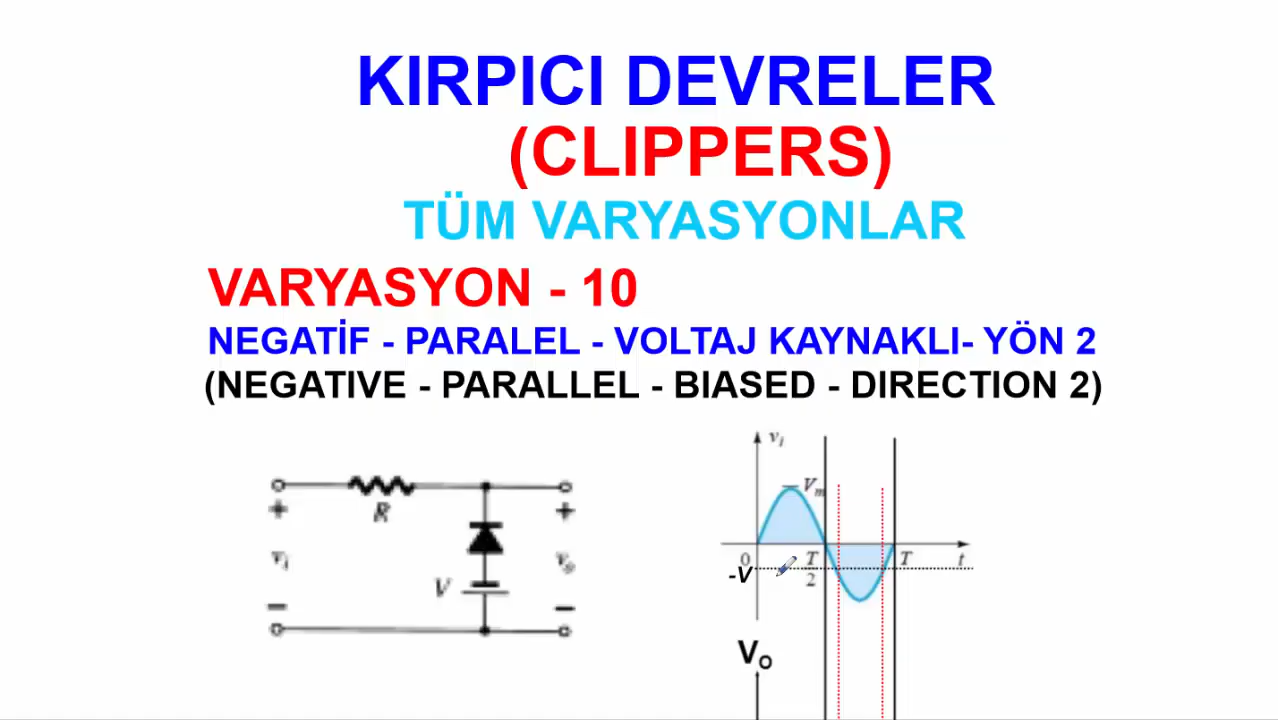 KIRPICI DEVRELER
(CLIPPERS)
TÜM VARYASYONLAR
VARYASYON - 10
NEGATİF - PARALEL - VOLTAJ KAYNAKLI- YÖN 2
(NEGATIVE - PARALLEL - BIASED - DIRECTION 2)
+ R +
vi V vo
− −
vi
Vm
0 T/2 T t
-V
VO